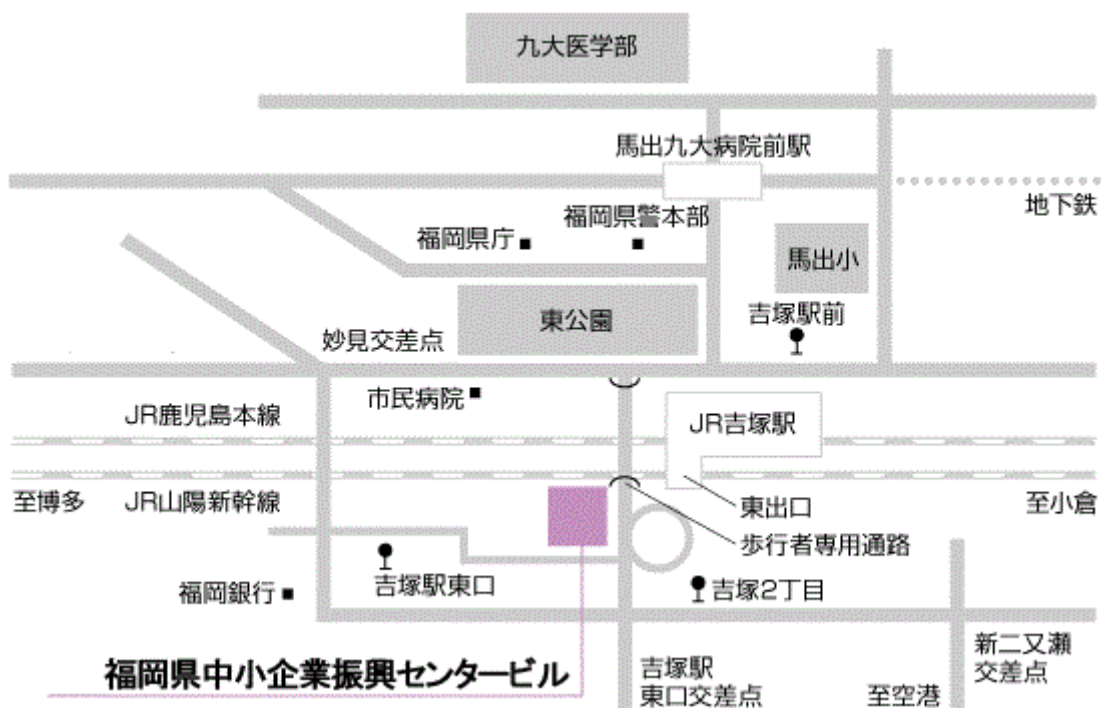 九大医学部
馬出九大病院前駅
地下鉄
福岡県警本部
福岡県庁
馬出小
吉塚駅前
東公園
妙見交差点
市民病院
JR鹿児島本線
JR吉塚駅
至博多
JR山陽新幹線
東出口
至小倉
歩行者専用通路
吉塚駅東口
福岡銀行
吉塚2丁目
福岡県中小企業振興センタービル
吉塚駅
東口交差点
新二又瀬
交差点
至空港